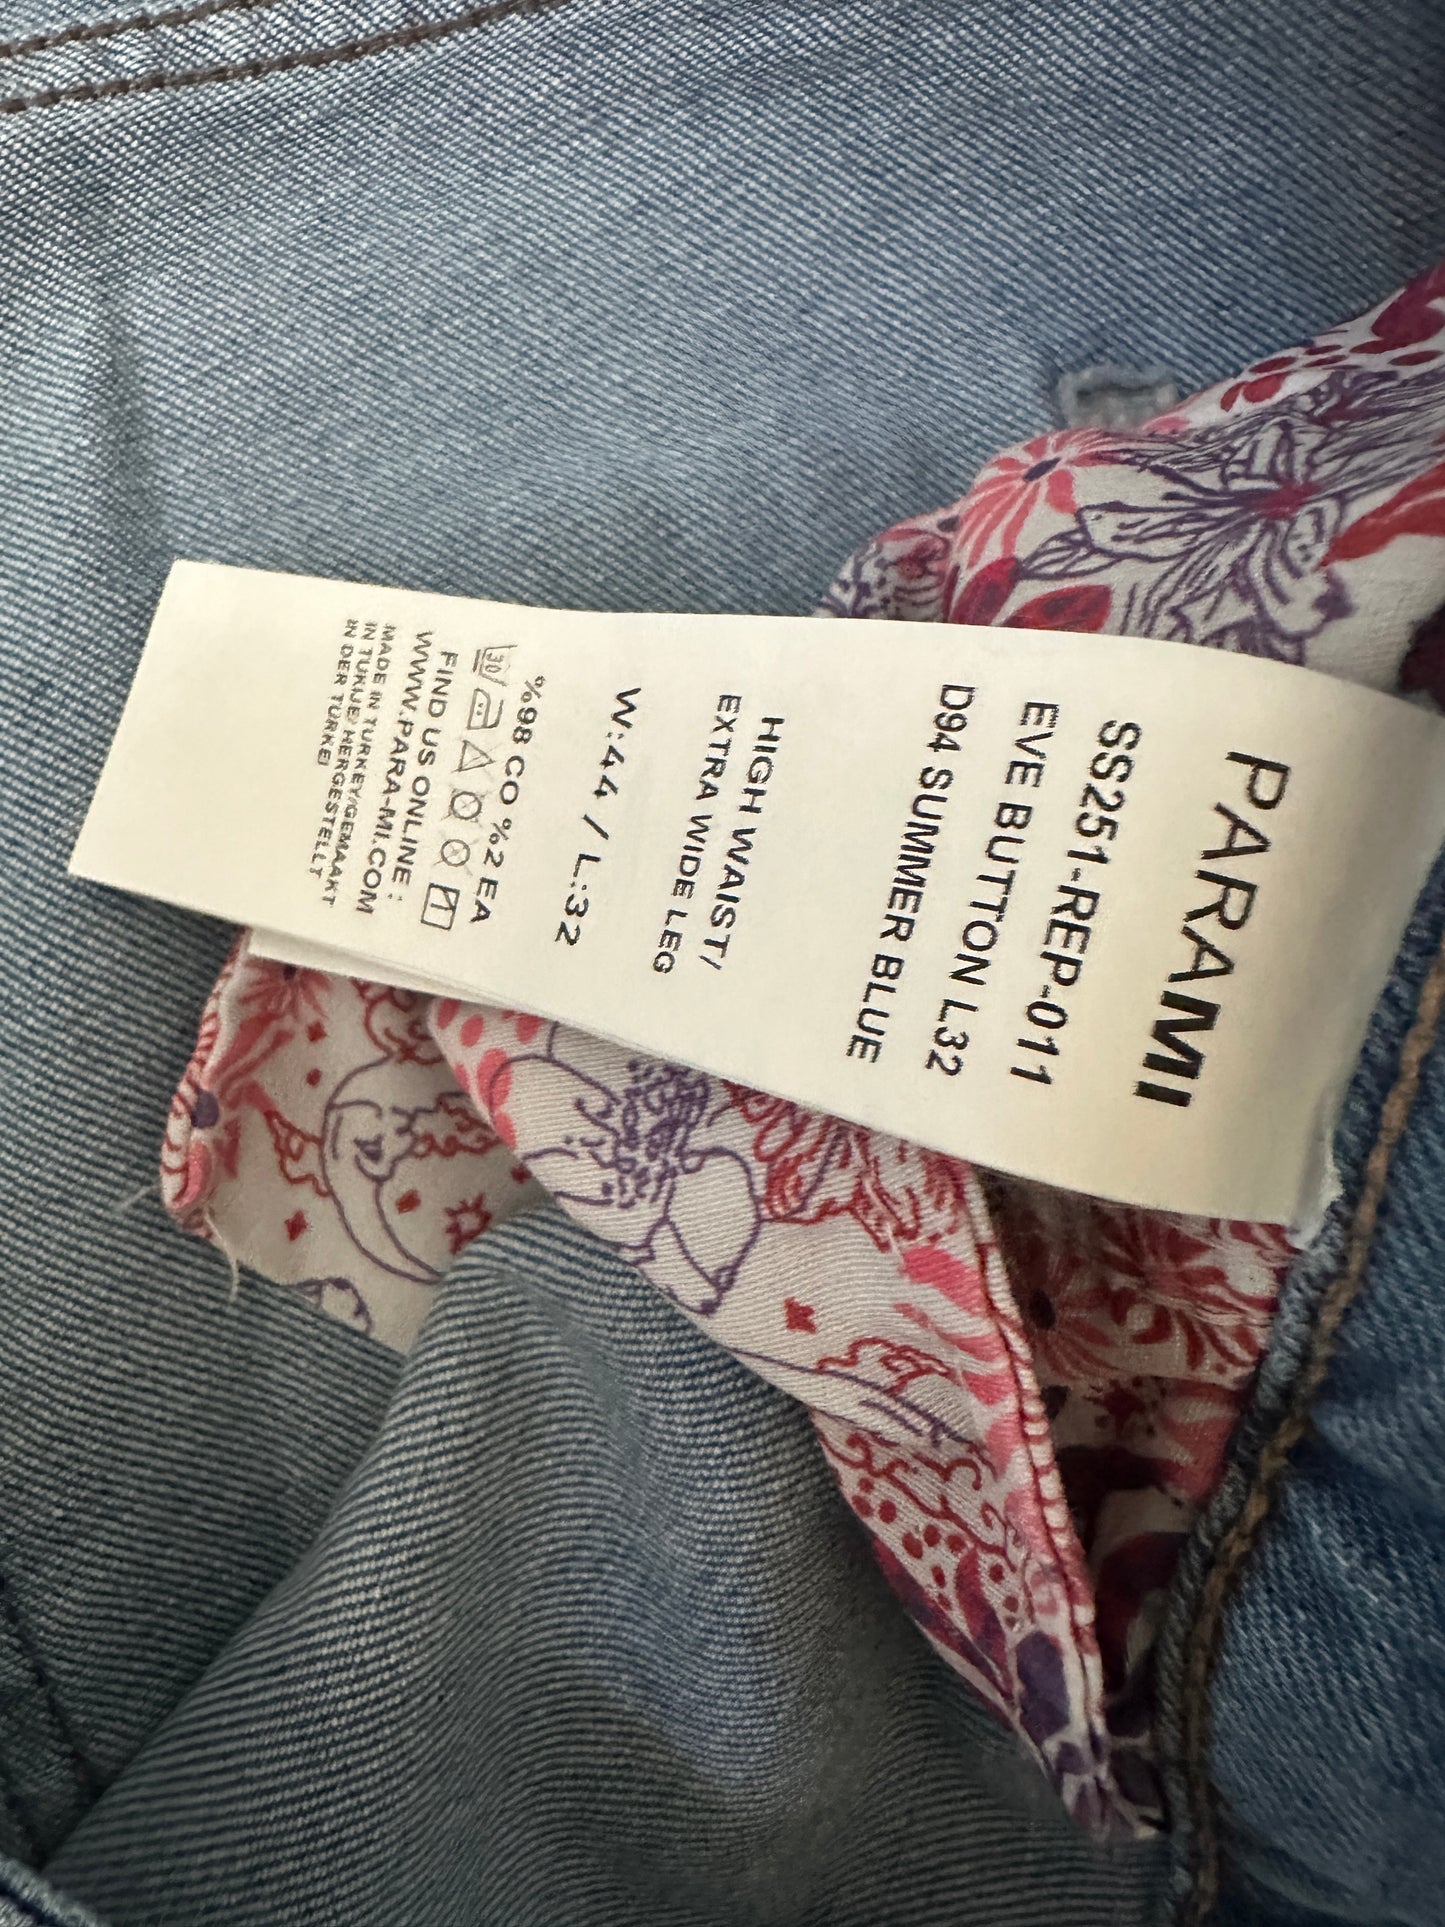 PARAMI
SS251-REP-011
EVE BUTTON L32
D94 SUMMER BLUE
HIGH WAIST/
EXTRA WIDE LEG
W:44 / L:32
%98 CO %2 EA
30
FIND US ONLINE :
WWW.PARA-MI.COM
MADE IN TURKEY/GEMAAKT
IN TURKIJE/ HERGESTELLT
IN DER TÜRKEI